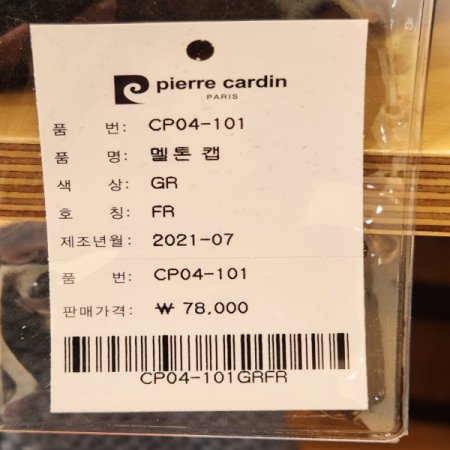 pierre cardin
PARIS
품 번: CP04-101
품 명: 멜톤 캡
색 상: GR
호 칭: FR
제조년월: 2021-07
품 번: CP04-101
판매가격: ₩ 78,000
CP04-101GRFR